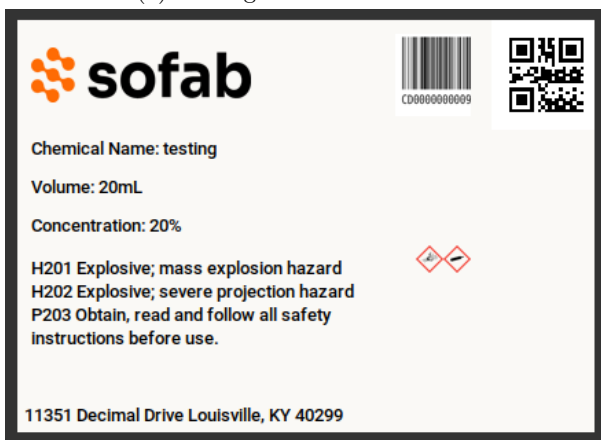 sofab
CD0000000009
Chemical Name: testing
Volume: 20mL
Concentration: 20%
H201 Explosive; mass explosion hazard
H202 Explosive; severe projection hazard
P203 Obtain, read and follow all safety
instructions before use.
11351 Decimal Drive Louisville, KY 40299